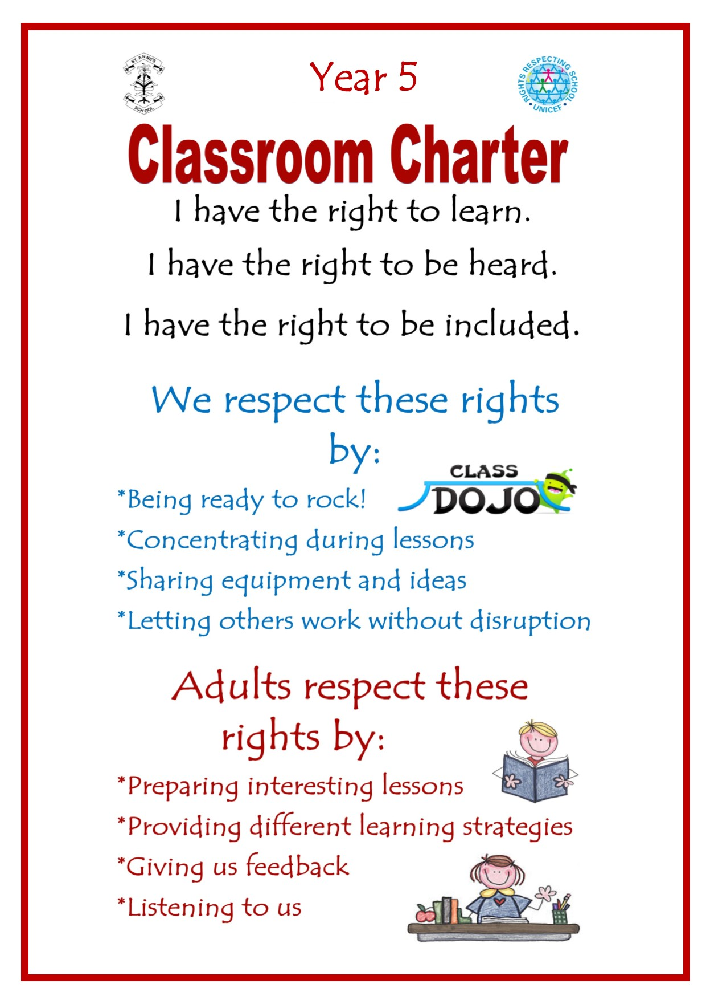 ST. ANNE'S
SCHOOL
Year 5
RIGHTS RESPECTING SCHOOL
• UNICEF •
Classroom Charter
I have the right to learn.
I have the right to be heard.
I have the right to be included.
We respect these rights
by:
CLASS
DOJO
*Being ready to rock!
*Concentrating during lessons
*Sharing equipment and ideas
*Letting others work without disruption
Adults respect these
rights by:
*Preparing interesting lessons
*Providing different learning strategies
*Giving us feedback
*Listening to us